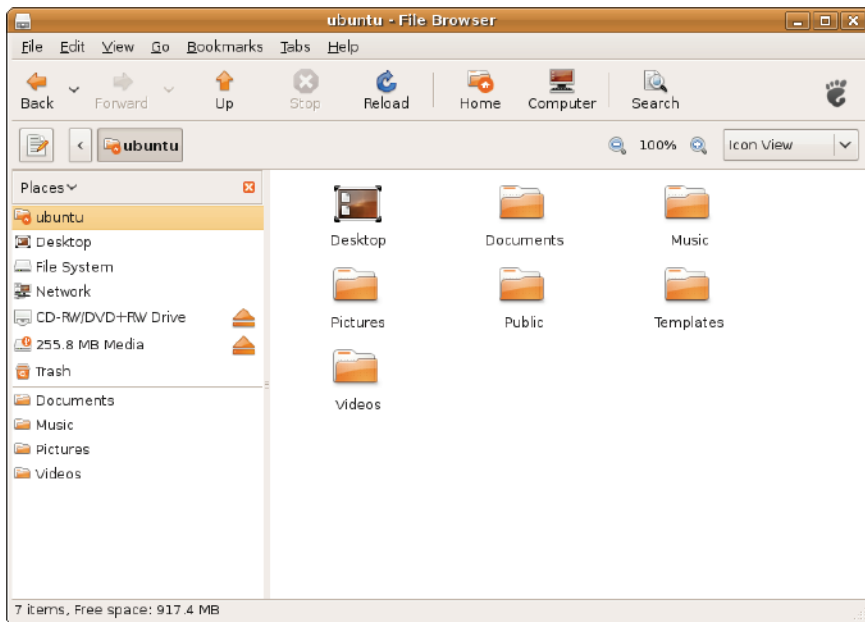 ubuntu - File Browser
File Edit View Go Bookmarks Tabs Help
Back Forward Up Stop Reload Home Computer Search
ubuntu 100% Icon View
Places
ubuntu
Desktop
File System
Network
CD-RW/DVD+RW Drive
255.8 MB Media
Trash
Documents
Music
Pictures
Videos
Desktop Documents Music
Pictures Public Templates
Videos
7 items, Free space: 917.4 MB